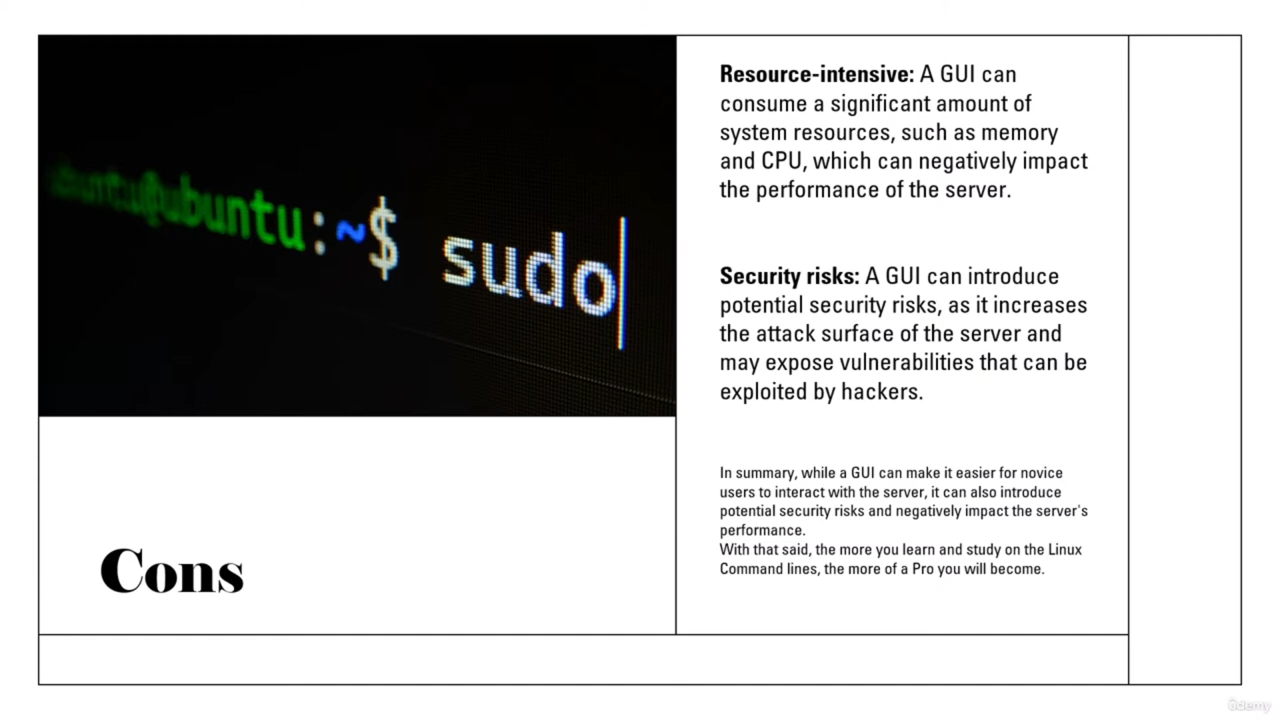 ubuntu@ubuntu:~$ sudo
Resource-intensive: A GUI can
consume a significant amount of
system resources, such as memory
and CPU, which can negatively impact
the performance of the server.
Security risks: A GUI can introduce
potential security risks, as it increases
the attack surface of the server and
may expose vulnerabilities that can be
exploited by hackers.
In summary, while a GUI can make it easier for novice
users to interact with the server, it can also introduce
potential security risks and negatively impact the server's
performance.
With that said, the more you learn and study on the Linux
Command lines, the more of a Pro you will become.
Cons
ûdemy